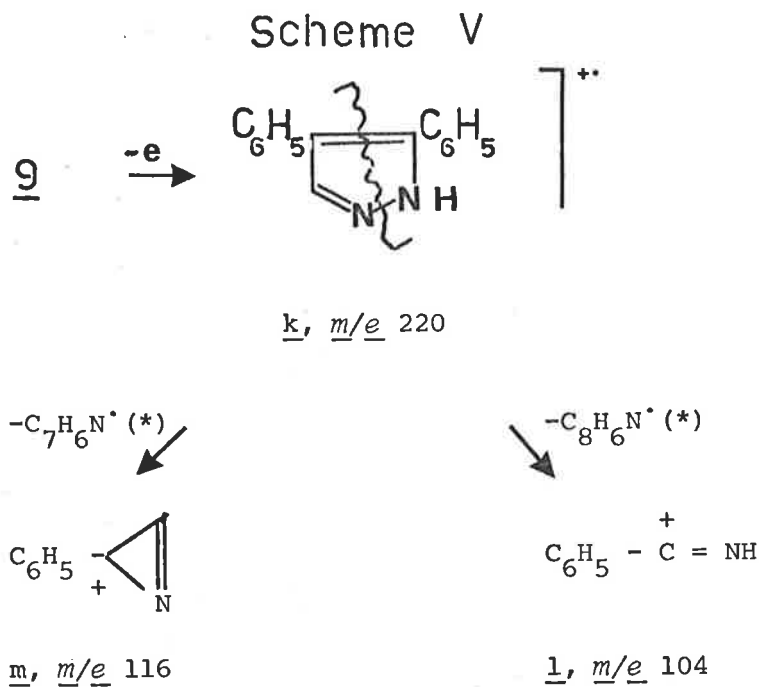 Scheme V
+·
C6H5 C6H5
9 -e
N N H
k, m/e 220
-C7H6N· (*) -C8H6N· (*)
+
C6H5 - C6H5 - C = NH
+
N
m, m/e 116 l, m/e 104